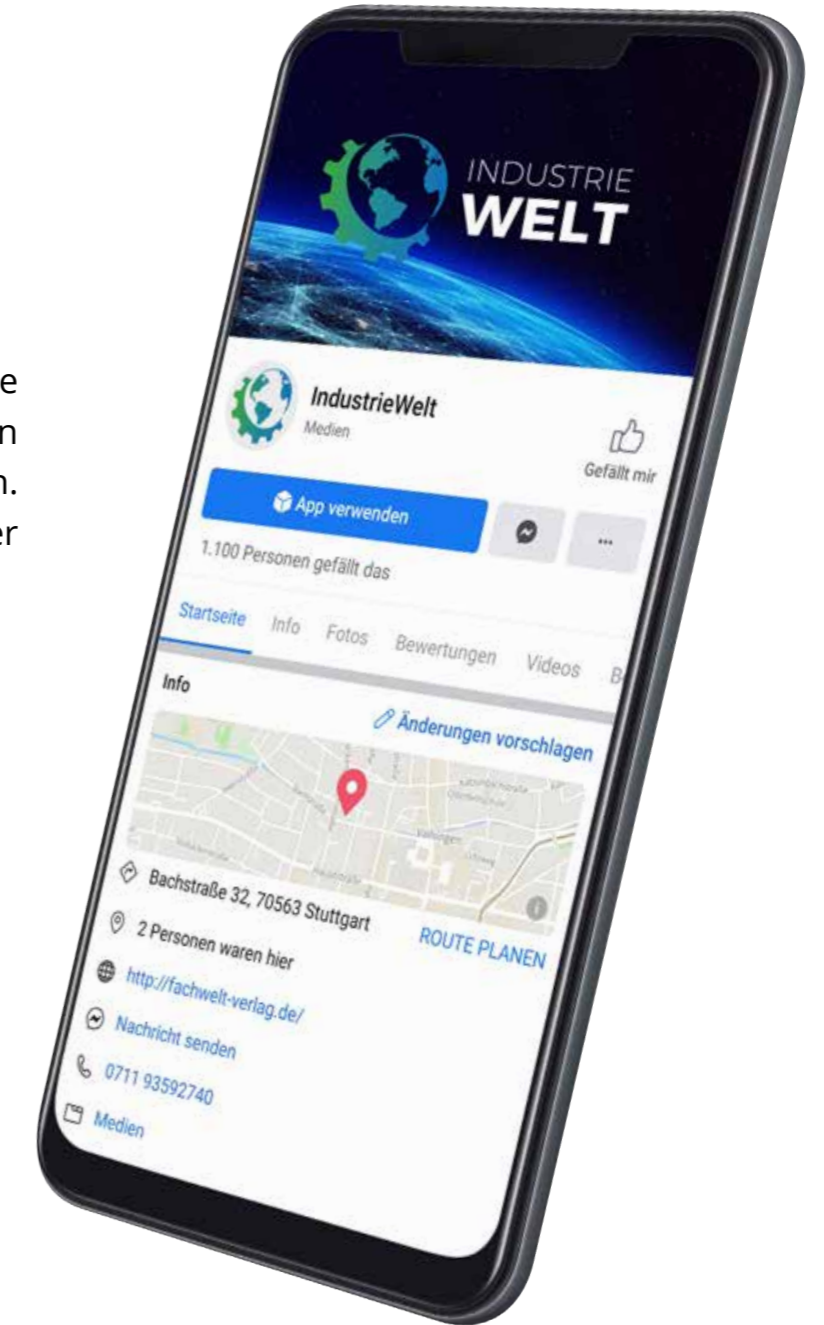 e
n
n.
er
INDUSTRIE
WELT
IndustrieWelt
Medien
Gefällt mir
App verwenden
...
1.100 Personen gefällt das
Startseite Info Fotos Bewertungen Videos
Info
Änderungen vorschlagen
Bachstraße 32, 70563 Stuttgart
ROUTE PLANEN
2 Personen waren hier
http://fachwelt-verlag.de/
Nachricht senden
0711 93592740
Medien